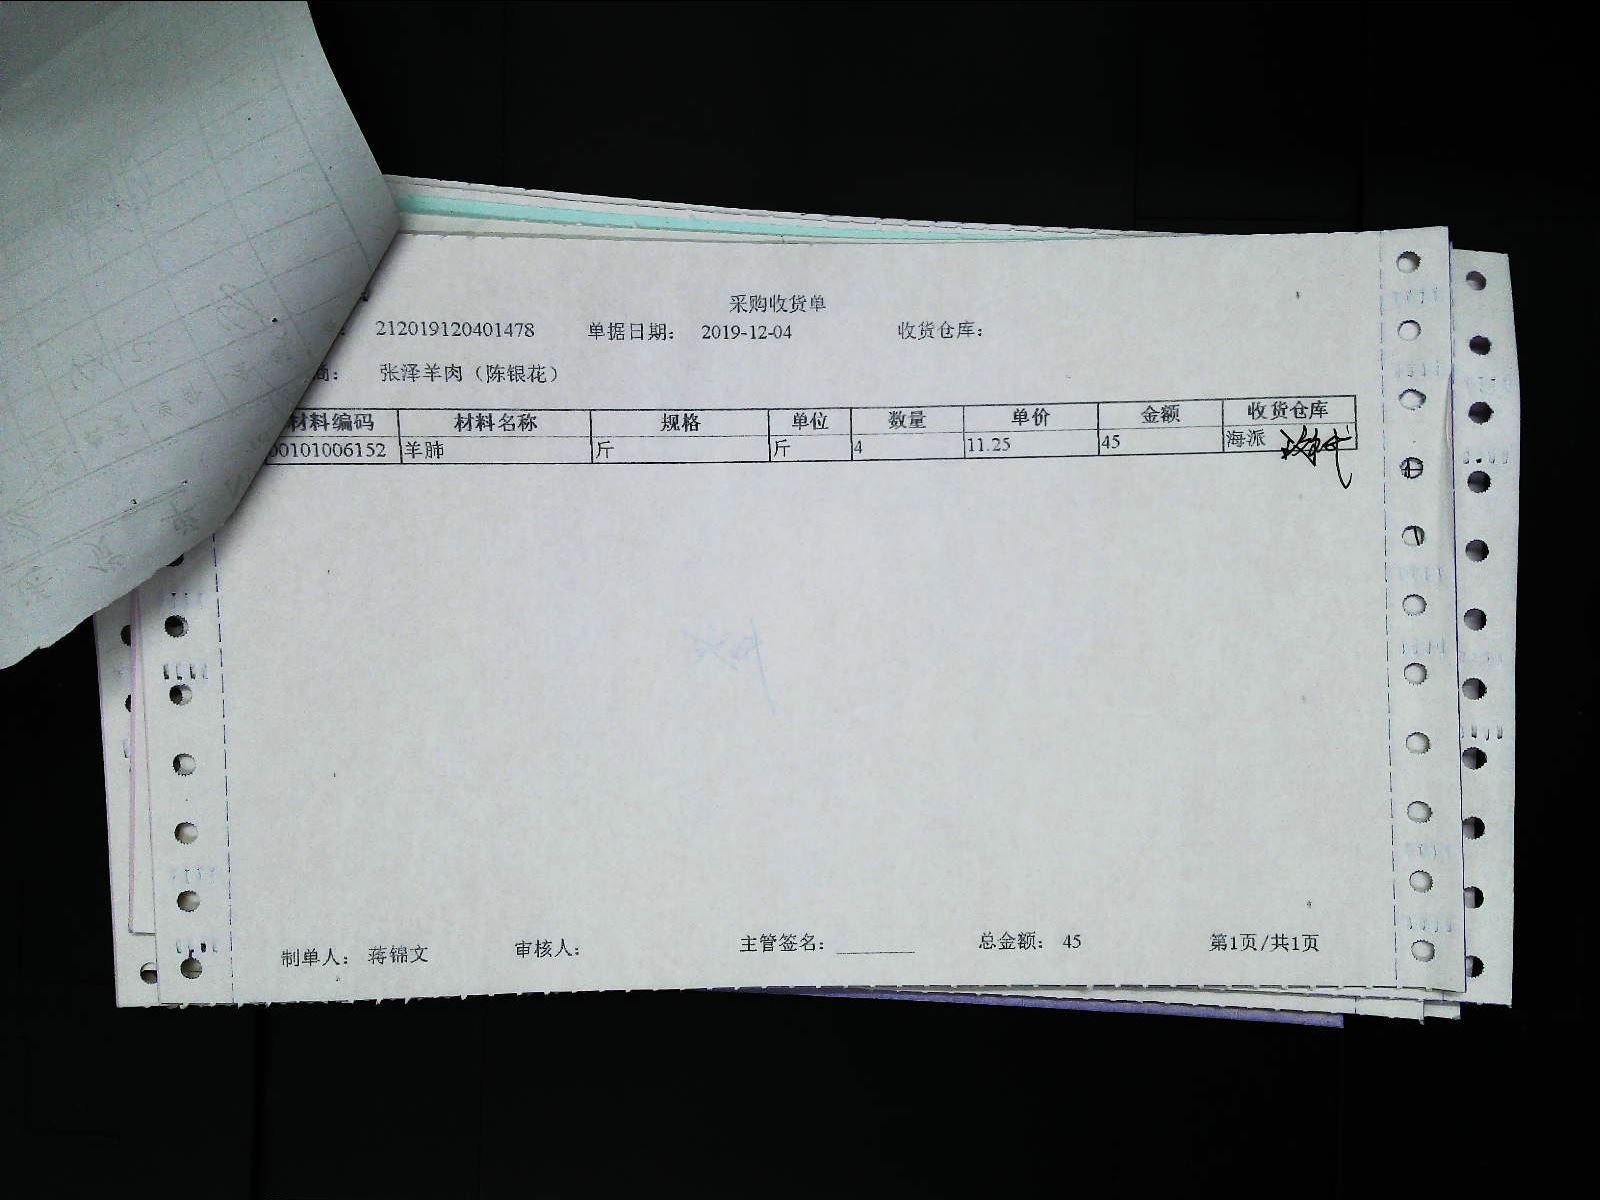 采购收货单
212019120401478 单据日期： 2019-12-04 收货仓库：
商： 张泽羊肉（陈银花）
材料编码 材料名称 规格 单位 数量 单价 金额 收货仓库
00101006152 羊肺 斤 斤 4 11.25 45 海派
制单人： 蒋锦文 审核人： 主管签名： 总金额： 45 第1页/共1页